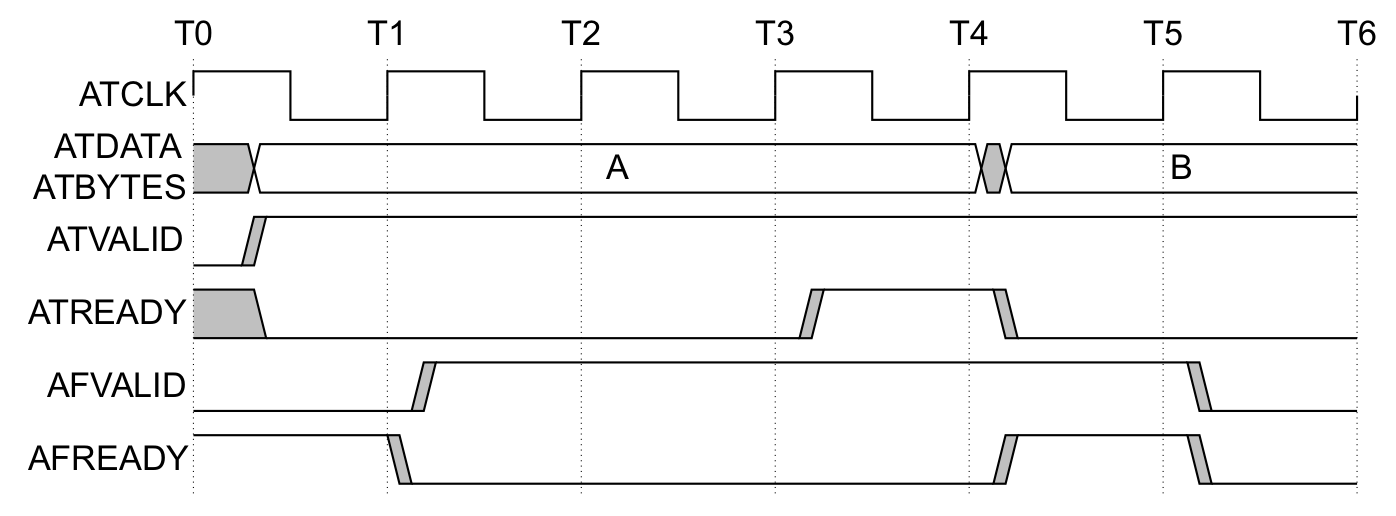 T0 T1 T2 T3 T4 T5 T6
ATCLK
ATDATA
ATBYTES
A B
ATVALID
ATREADY
AFVALID
AFREADY